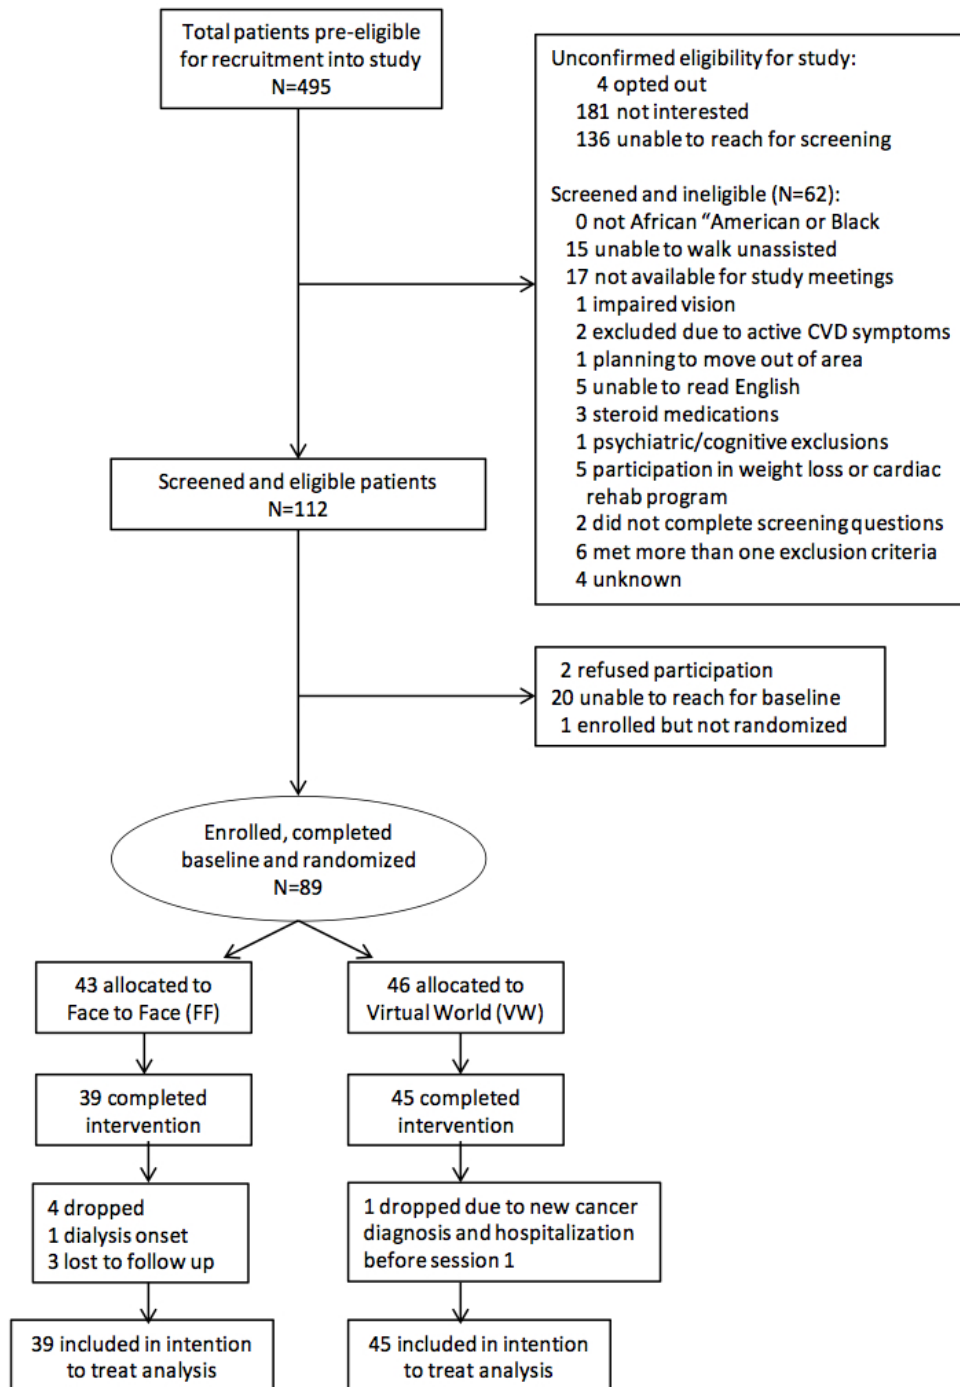 Total patients pre-eligible
for recruitment into study
N=495
Unconfirmed eligibility for study:
4 opted out
181 not interested
136 unable to reach for screening
Screened and ineligible (N=62):
0 not African “American or Black
15 unable to walk unassisted
17 not available for study meetings
1 impaired vision
2 excluded due to active CVD symptoms
1 planning to move out of area
5 unable to read English
3 steroid medications
1 psychiatric/cognitive exclusions
5 participation in weight loss or cardiac
rehab program
2 did not complete screening questions
6 met more than one exclusion criteria
4 unknown
Screened and eligible patients
N=112
2 refused participation
20 unable to reach for baseline
1 enrolled but not randomized
Enrolled, completed
baseline and randomized
N=89
43 allocated to
Face to Face (FF)
46 allocated to
Virtual World (VW)
39 completed
intervention
45 completed
intervention
4 dropped
1 dialysis onset
3 lost to follow up
1 dropped due to new cancer
diagnosis and hospitalization
before session 1
39 included in intention
to treat analysis
45 included in intention
to treat analysis